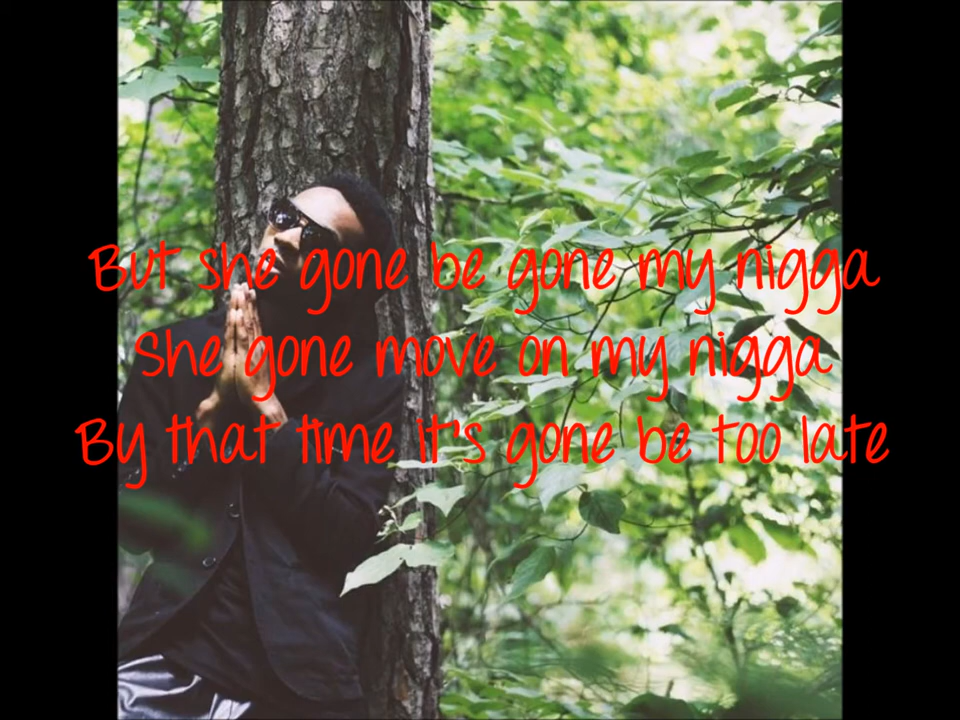 But she gone be gone my nigga
She gone move on my nigga
By that time it's gone be too late